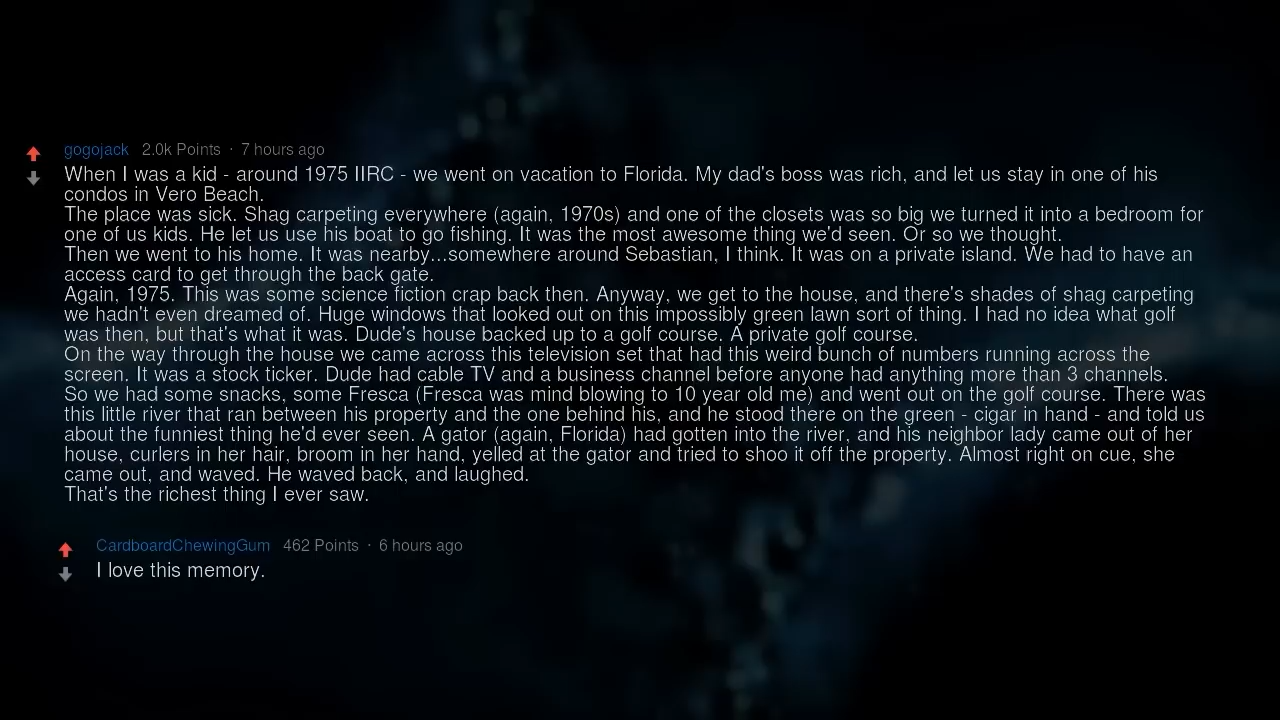 gogojack 2.0k Points · 7 hours ago
When I was a kid - around 1975 IIRC - we went on vacation to Florida. My dad's boss was rich, and let us stay in one of his
condos in Vero Beach.
The place was sick. Shag carpeting everywhere (again, 1970s) and one of the closets was so big we turned it into a bedroom for
one of us kids. He let us use his boat to go fishing. It was the most awesome thing we'd seen. Or so we thought.
Then we went to his home. It was nearby...somewhere around Sebastian, I think. It was on a private island. We had to have an
access card to get through the back gate.
Again, 1975. This was some science fiction crap back then. Anyway, we get to the house, and there's shades of shag carpeting
we hadn't even dreamed of. Huge windows that looked out on this impossibly green lawn sort of thing. I had no idea what golf
was then, but that's what it was. Dude's house backed up to a golf course. A private golf course.
On the way through the house we came across this television set that had this weird bunch of numbers running across the
screen. It was a stock ticker. Dude had cable TV and a business channel before anyone had anything more than 3 channels.
So we had some snacks, some Fresca (Fresca was mind blowing to 10 year old me) and went out on the golf course. There was
this little river that ran between his property and the one behind his, and he stood there on the green - cigar in hand - and told us
about the funniest thing he'd ever seen. A gator (again, Florida) had gotten into the river, and his neighbor lady came out of her
house, curlers in her hair, broom in her hand, yelled at the gator and tried to shoo it off the property. Almost right on cue, she
came out, and waved. He waved back, and laughed.
That's the richest thing I ever saw.
CardboardChewingGum 462 Points · 6 hours ago
I love this memory.